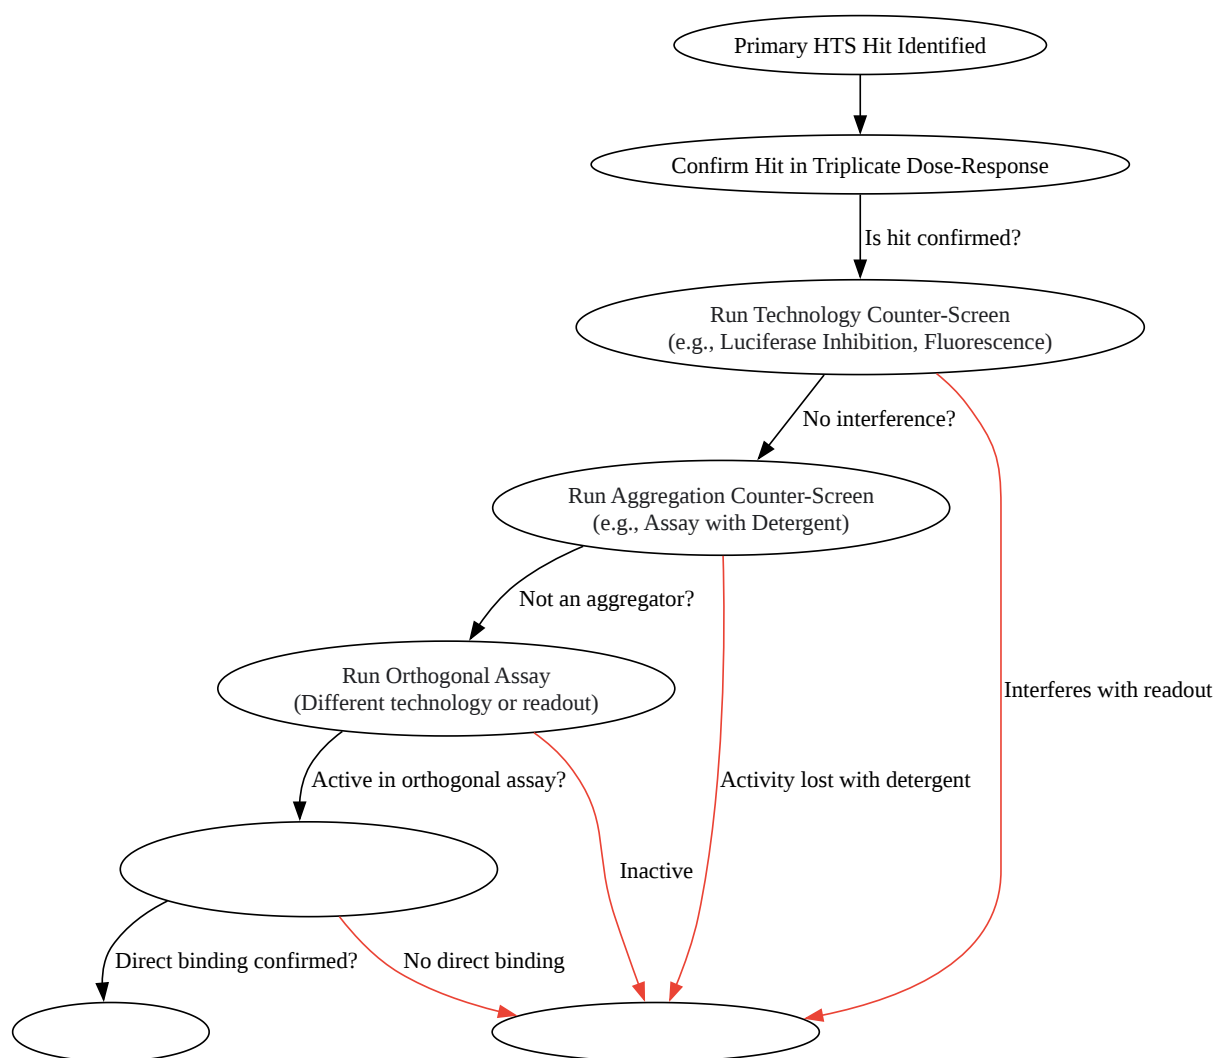 Primary HTS Hit Identified
Confirm Hit in Triplicate Dose-Response
Is hit confirmed?
Run Technology Counter-Screen
(e.g., Luciferase Inhibition, Fluorescence)
No interference?
Run Aggregation Counter-Screen
(e.g., Assay with Detergent)
Not an aggregator?
Run Orthogonal Assay
(Different technology or readout)
Interferes with readout
Active in orthogonal assay?
Activity lost with detergent
Inactive
Direct binding confirmed?
No direct binding